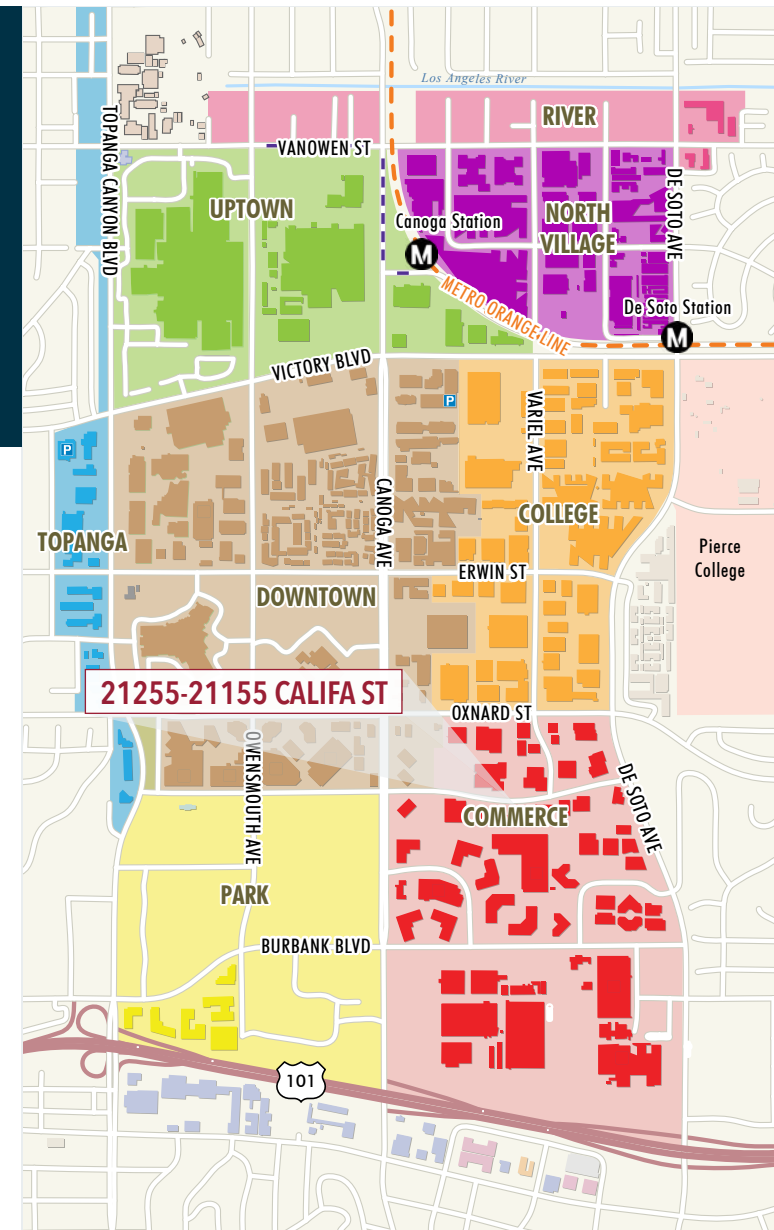 Los Angeles River
RIVER
VANOWEN ST
TOPANGA CANYON BLVD
UPTOWN
Canoga Station
M
NORTH
VILLAGE
DE SOTO AVE
METRO ORANGE LINE
De Soto Station
M
VICTORY BLVD
P
VARIEL AVE
P
CANOGA AVE
COLLEGE
TOPANGA
Pierce
College
ERWIN ST
DOWNTOWN
P
21255-21155 CALIFA ST
OXNARD ST
OWENSMOUTH AVE
DE SOTO AVE
COMMERCE
PARK
BURBANK BLVD
101